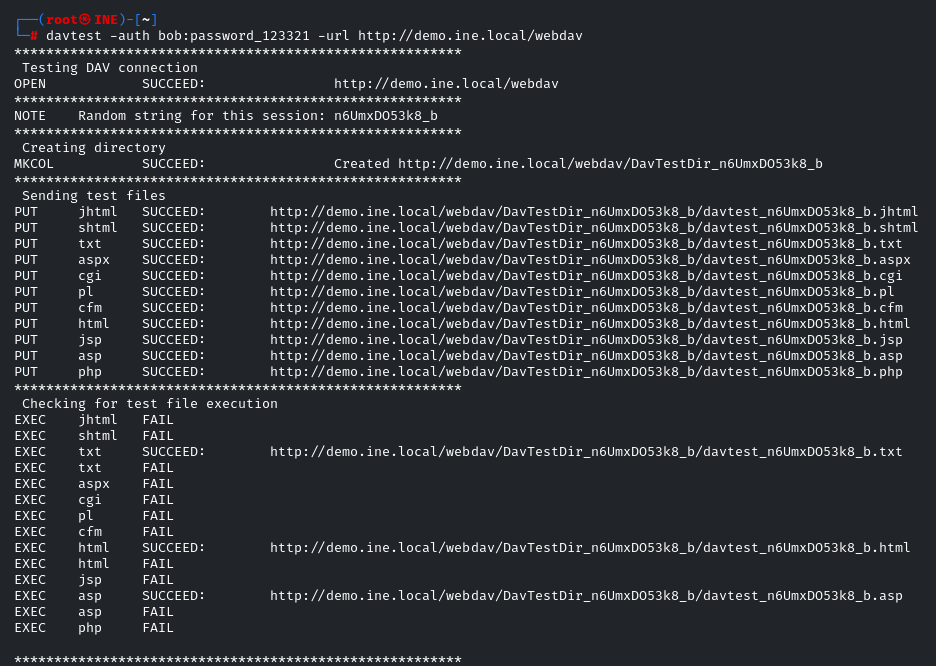 ┌──(root㉿INE)-[~]
└─# davtest -auth bob:password_123321 -url http://demo.ine.local/webdav
********************************************************
 Testing DAV connection
OPEN            SUCCEED:                http://demo.ine.local/webdav
********************************************************
NOTE    Random string for this session: n6UmxDO53k8_b
********************************************************
 Creating directory
MKCOL           SUCCEED:                Created http://demo.ine.local/webdav/DavTestDir_n6UmxDO53k8_b
********************************************************
 Sending test files
PUT     jhtml   SUCCEED:        http://demo.ine.local/webdav/DavTestDir_n6UmxDO53k8_b/davtest_n6UmxDO53k8_b.jhtml
PUT     shtml   SUCCEED:        http://demo.ine.local/webdav/DavTestDir_n6UmxDO53k8_b/davtest_n6UmxDO53k8_b.shtml
PUT     txt     SUCCEED:        http://demo.ine.local/webdav/DavTestDir_n6UmxDO53k8_b/davtest_n6UmxDO53k8_b.txt
PUT     aspx    SUCCEED:        http://demo.ine.local/webdav/DavTestDir_n6UmxDO53k8_b/davtest_n6UmxDO53k8_b.aspx
PUT     cgi     SUCCEED:        http://demo.ine.local/webdav/DavTestDir_n6UmxDO53k8_b/davtest_n6UmxDO53k8_b.cgi
PUT     pl      SUCCEED:        http://demo.ine.local/webdav/DavTestDir_n6UmxDO53k8_b/davtest_n6UmxDO53k8_b.pl
PUT     cfm     SUCCEED:        http://demo.ine.local/webdav/DavTestDir_n6UmxDO53k8_b/davtest_n6UmxDO53k8_b.cfm
PUT     html    SUCCEED:        http://demo.ine.local/webdav/DavTestDir_n6UmxDO53k8_b/davtest_n6UmxDO53k8_b.html
PUT     jsp     SUCCEED:        http://demo.ine.local/webdav/DavTestDir_n6UmxDO53k8_b/davtest_n6UmxDO53k8_b.jsp
PUT     asp     SUCCEED:        http://demo.ine.local/webdav/DavTestDir_n6UmxDO53k8_b/davtest_n6UmxDO53k8_b.asp
PUT     php     SUCCEED:        http://demo.ine.local/webdav/DavTestDir_n6UmxDO53k8_b/davtest_n6UmxDO53k8_b.php
********************************************************
 Checking for test file execution
EXEC    jhtml   FAIL
EXEC    shtml   FAIL
EXEC    txt     SUCCEED:        http://demo.ine.local/webdav/DavTestDir_n6UmxDO53k8_b/davtest_n6UmxDO53k8_b.txt
EXEC    txt     FAIL
EXEC    aspx    FAIL
EXEC    cgi     FAIL
EXEC    pl      FAIL
EXEC    cfm     FAIL
EXEC    html    SUCCEED:        http://demo.ine.local/webdav/DavTestDir_n6UmxDO53k8_b/davtest_n6UmxDO53k8_b.html
EXEC    html    FAIL
EXEC    jsp     FAIL
EXEC    asp     SUCCEED:        http://demo.ine.local/webdav/DavTestDir_n6UmxDO53k8_b/davtest_n6UmxDO53k8_b.asp
EXEC    asp     FAIL
EXEC    php     FAIL
********************************************************